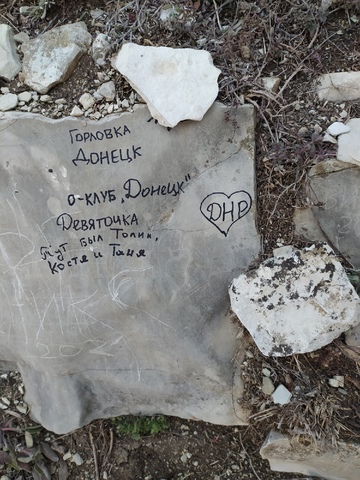 Горловка
Донецк
О-клуб „Донецк"
ДНР
Девяточка
Тут был Толик,
Костя и Таня